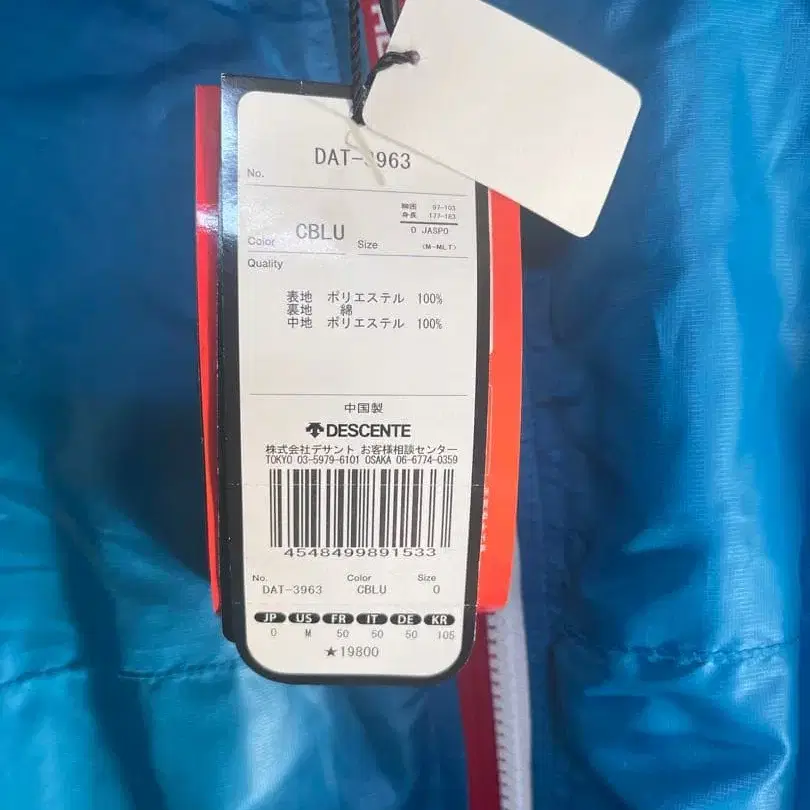 DAT-3963
No.
胸囲 97-103
身長 177-183
Color CBLU Size O JASPO
(M-MLT)
Quality
表地 ポリエステル 100%
裏地 綿
中地 ポリエステル 100%
中国製
DESCENTE
株式会社デサント お客様相談センター
TOKYO 03-5979-6101 OSAKA 06-6774-0359
4548499891533
No. Color Size
DAT-3963 CBLU O
JP US FR IT DE KR
O M 50 50 50 105
★19800